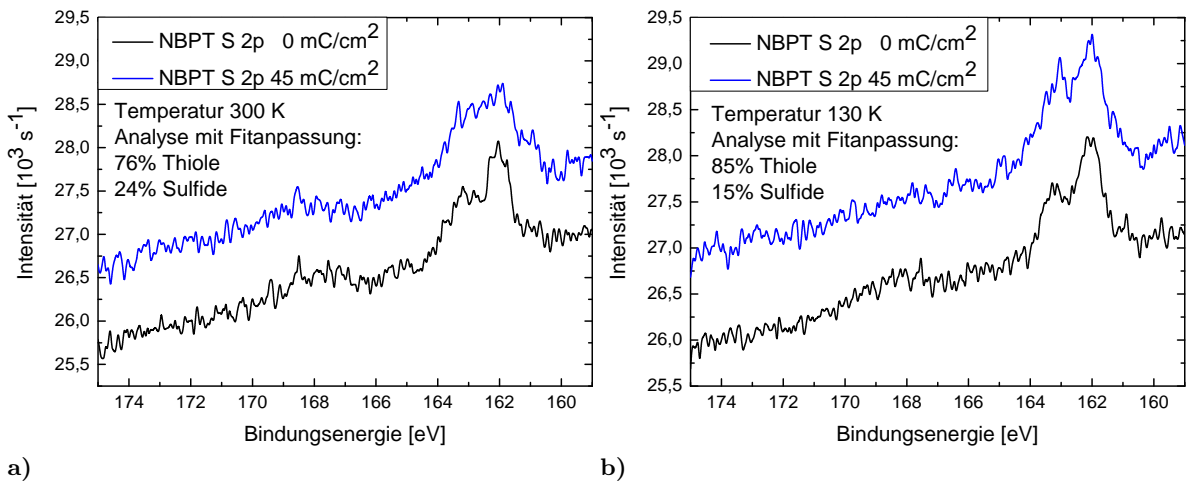 29,5
29,0
28,5
28,0
27,5
27,0
26,5
26,0
25,5
Intensität [10³ s⁻¹]
NBPT S 2p 0 mC/cm²
NBPT S 2p 45 mC/cm²
Temperatur 300 K
Analyse mit Fitanpassung:
76% Thiole
24% Sulfide
174 172 170 168 166 164 162 160
Bindungsenergie [eV]
a)
29,5
29,0
28,5
28,0
27,5
27,0
26,5
26,0
25,5
Intensität [10³ s⁻¹]
NBPT S 2p 0 mC/cm²
NBPT S 2p 45 mC/cm²
Temperatur 130 K
Analyse mit Fitanpassung:
85% Thiole
15% Sulfide
174 172 170 168 166 164 162 160
Bindungsenergie [eV]
b)